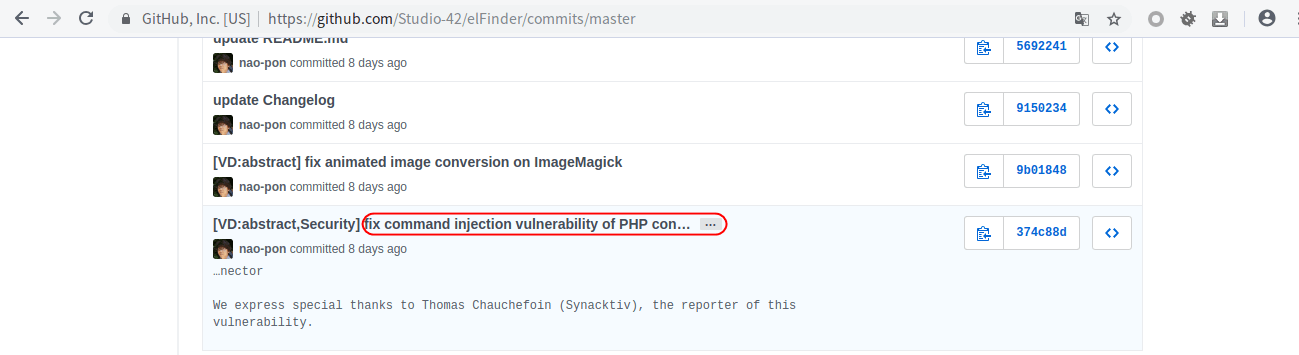 GitHub, Inc. [US] https://github.com/Studio-42/elFinder/commits/master
update README.md
5692241
nao-pon committed 8 days ago
update Changelog
9150234
nao-pon committed 8 days ago
[VD:abstract] fix animated image conversion on ImageMagick
9b01848
nao-pon committed 8 days ago
[VD:abstract,Security] fix command injection vulnerability of PHP con… …
374c88d
nao-pon committed 8 days ago
…nector
We express special thanks to Thomas Chauchefoin (Synacktiv), the reporter of this
vulnerability.